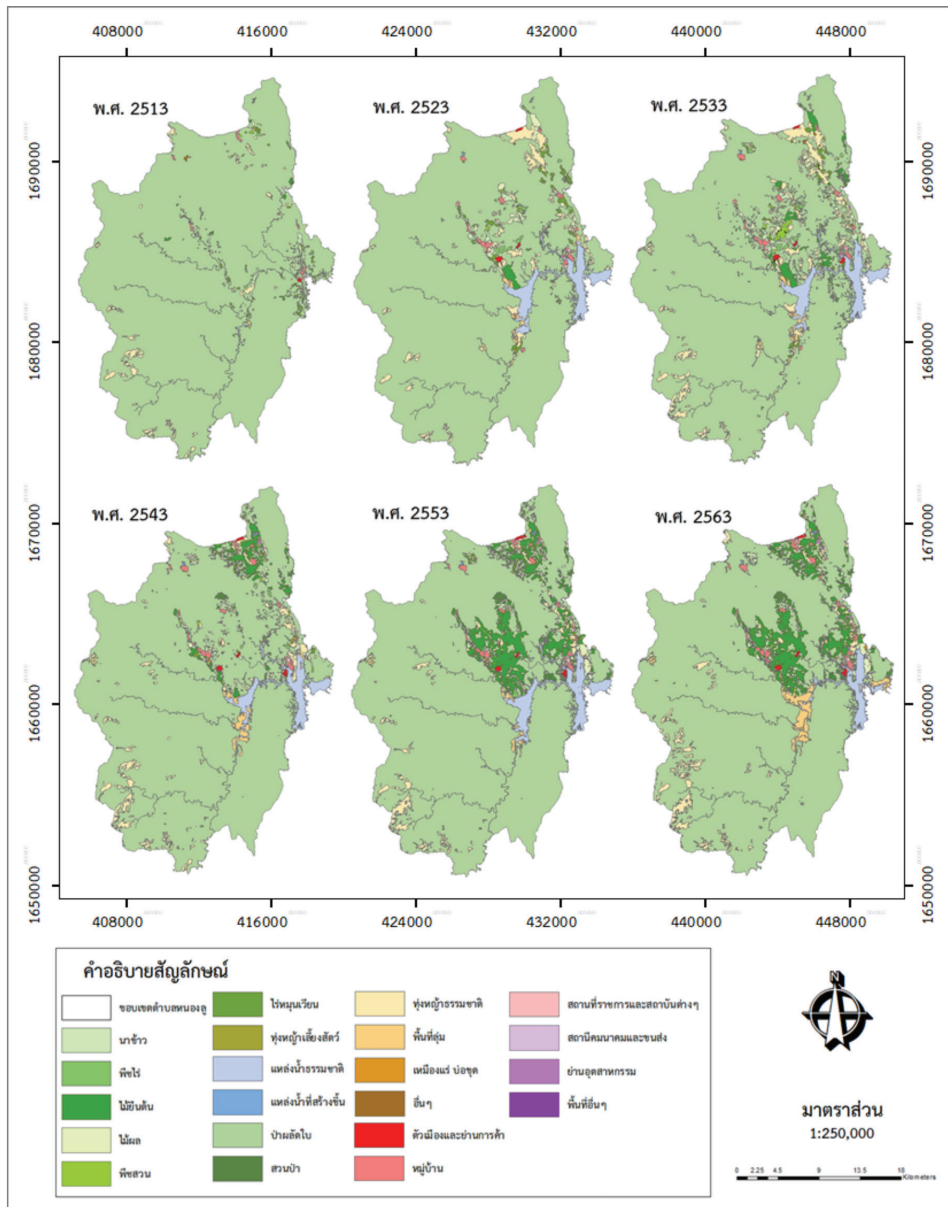 408000 416000 424000 432000 440000 448000
พ.ศ. 2513 พ.ศ. 2523 พ.ศ. 2533
1690000 1690000
1680000 1680000
พ.ศ. 2543 พ.ศ. 2553 พ.ศ. 2563
1670000 1670000
1660000 1660000
1650000 1650000
408000 416000 424000 432000 440000 448000
คำอธิบายสัญลักษณ์
ขอบเขตตำบลหนองลู ไร่หมุนเวียน ทุ่งหญ้าธรรมชาติ สถานที่ราชการและสถาบันต่างๆ
นาข้าว ทุ่งหญ้าเลี้ยงสัตว์ พื้นที่ลุ่ม สถานีคมนาคมและขนส่ง
พืชไร่ แหล่งน้ำธรรมชาติ เหมืองแร่ บ่อขุด ย่านอุตสาหกรรม
ไม้ยืนต้น แหล่งน้ำที่สร้างขึ้น อื่นๆ พื้นที่อื่นๆ
ไม้ผล ป่าผลัดใบ ตัวเมืองและย่านการค้า
พืชสวน สวนป่า หมู่บ้าน
N
มาตราส่วน
1:250,000
0 2.25 4.5 9 13.5 18
Kilometers